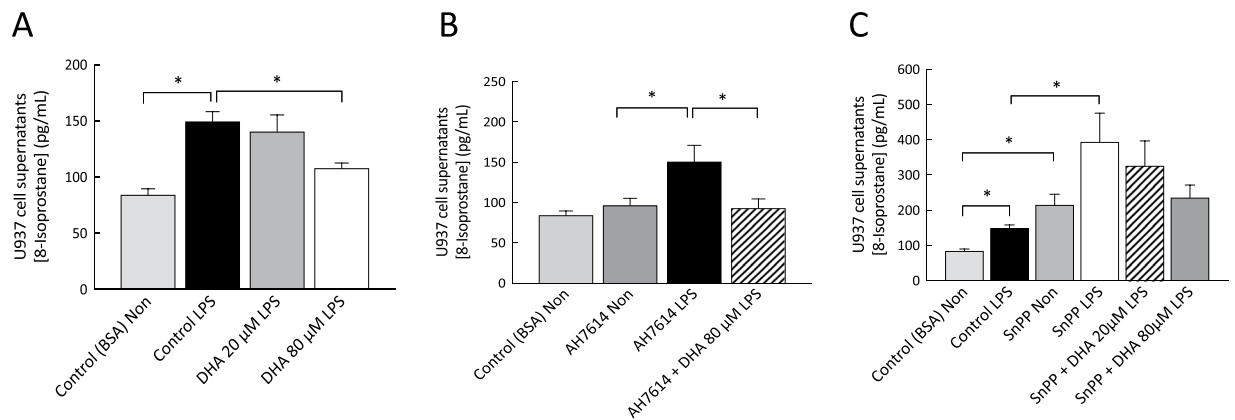 A
U937 cell supernatants
[8-Isoprostane] (pg/mL)
200
150
100
50
0
*
*
Control (BSA) Non
Control LPS
DHA 20 µM LPS
DHA 80 µM LPS
B
U937 cell supernatants
[8-Isoprostane] (pg/mL)
250
200
150
100
50
0
*
*
Control (BSA) Non
AH7614 Non
AH7614 LPS
AH7614 + DHA 80 µM LPS
C
U937 cell supernatants
[8-Isoprostane] (pg/mL)
600
500
400
300
200
100
0
*
*
*
Control (BSA) Non
Control LPS
SnPP Non
SnPP LPS
SnPP + DHA 20µM LPS
SnPP + DHA 80µM LPS